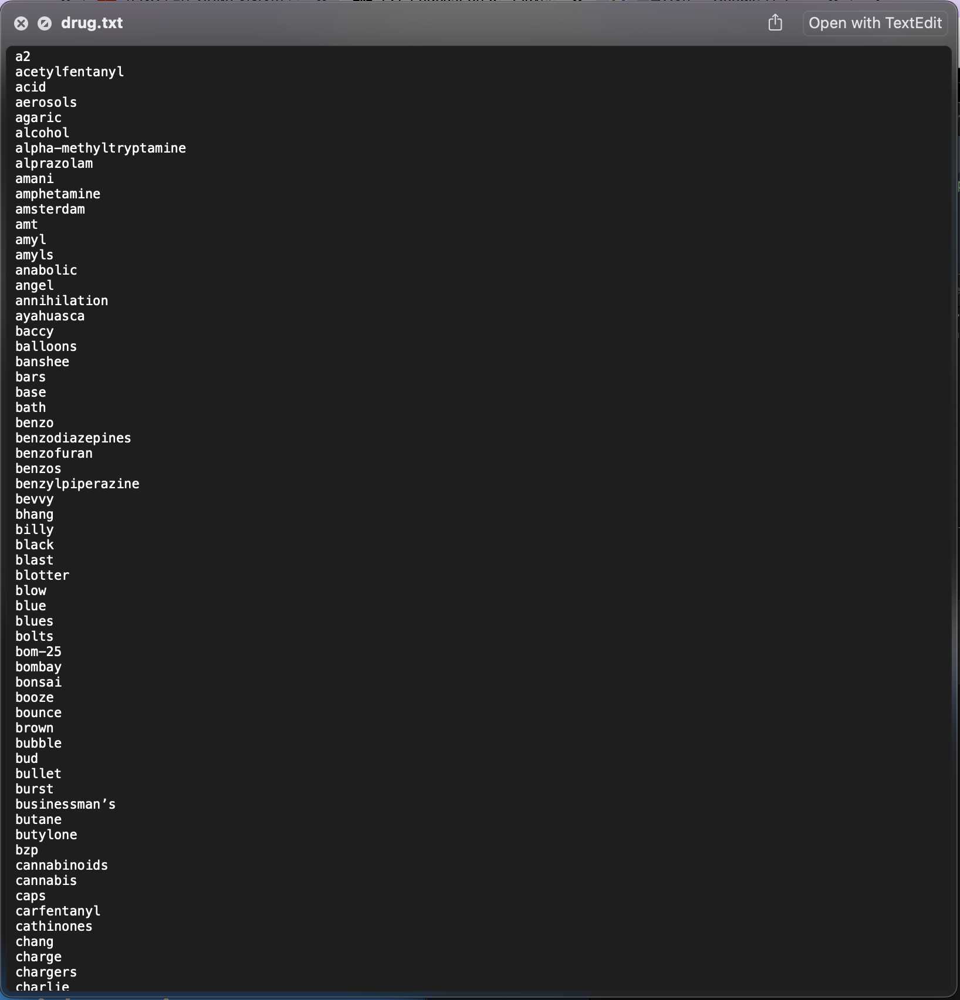 drug.txt
Open with TextEdit
a2
acetylfentanyl
acid
aerosols
agaric
alcohol
alpha-methyltryptamine
alprazolam
amani
amphetamine
amsterdam
amt
amyl
amyls
anabolic
angel
annihilation
ayahuasca
baccy
balloons
banshee
bars
base
bath
benzo
benzodiazepines
benzofuran
benzos
benzylpiperazine
bevvy
bhang
billy
black
blast
blotter
blow
blue
blues
bolts
bom-25
bombay
bonsai
booze
bounce
brown
bubble
bud
bullet
burst
businessman’s
butane
butylone
bzp
cannabinoids
cannabis
caps
carfentanyl
cathinones
chang
charge
chargers
charlie